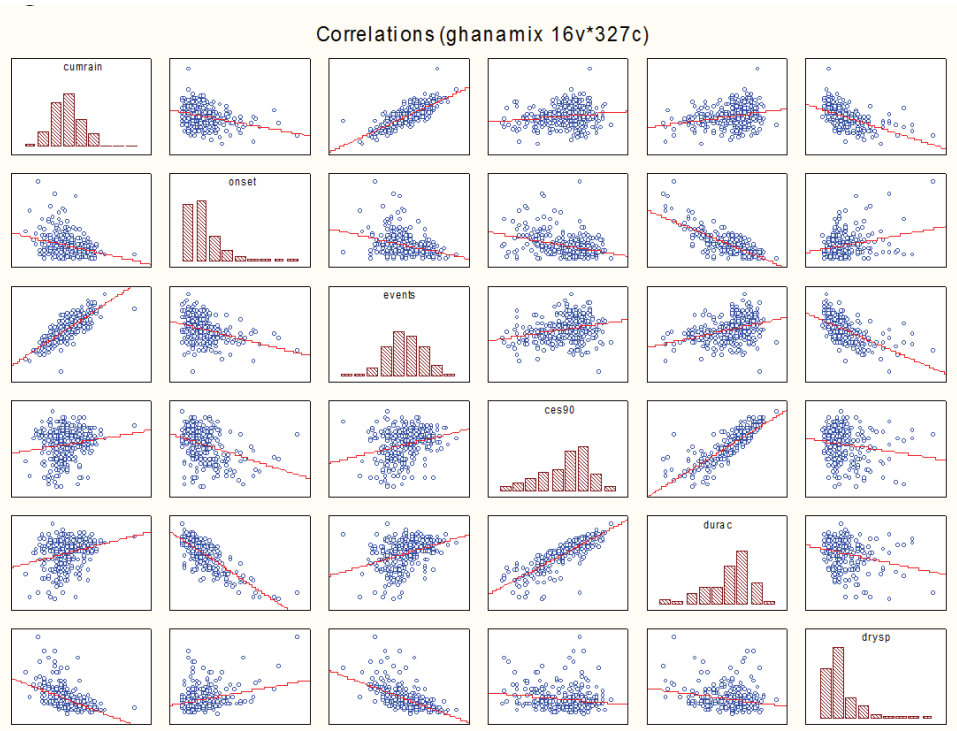 Correlations (ghanamix 16v*327c)
cumrain
onset
events
ces90
durac
drysp